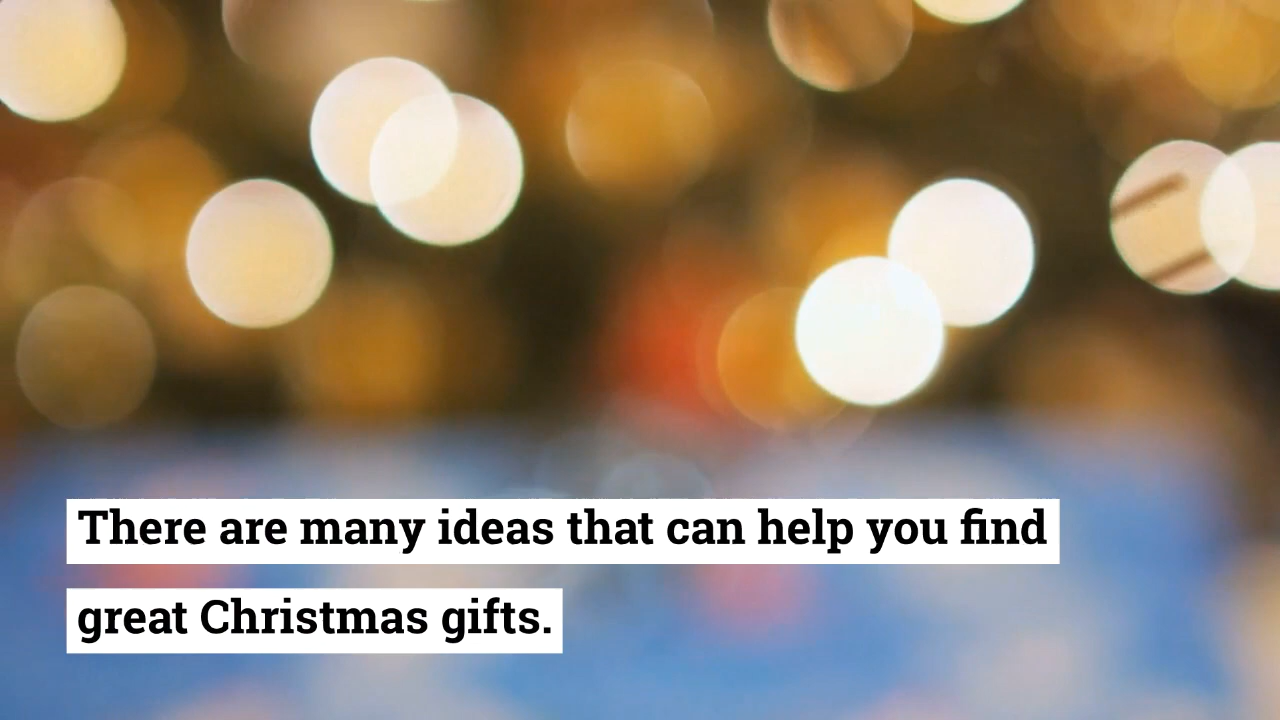 There are many ideas that can help you find
great Christmas gifts.